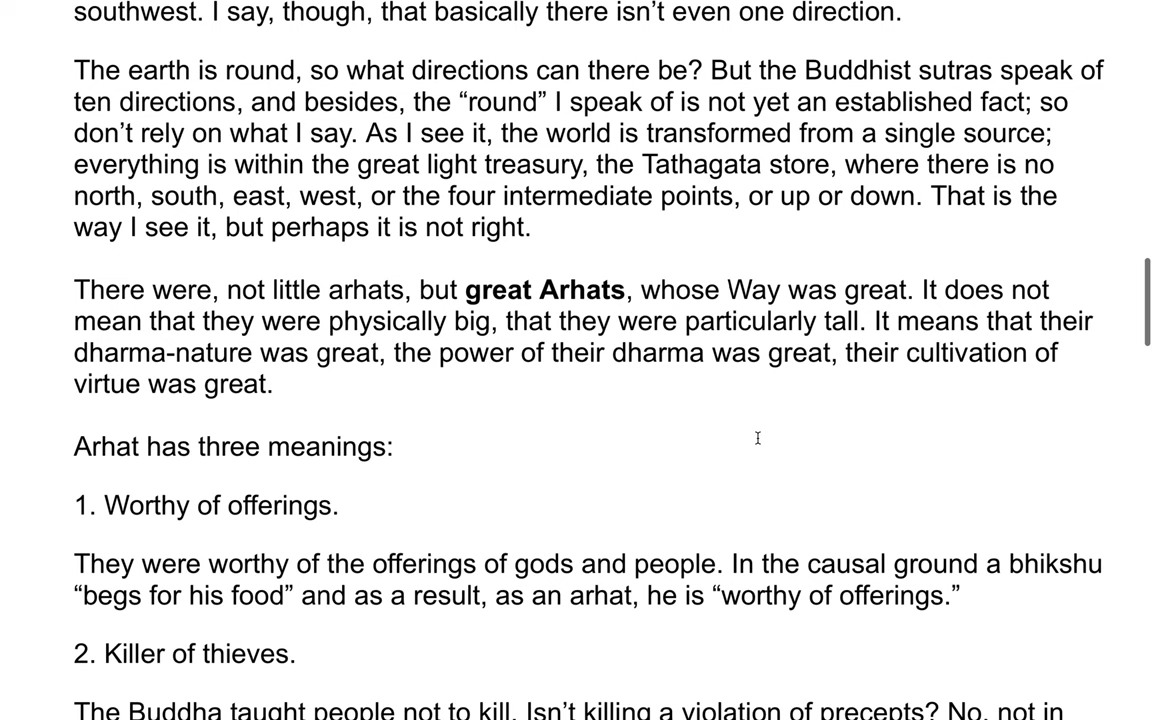 southwest. I say, though, that basically there isn’t even one direction.
The earth is round, so what directions can there be? But the Buddhist sutras speak of
ten directions, and besides, the “round” I speak of is not yet an established fact; so
don’t rely on what I say. As I see it, the world is transformed from a single source;
everything is within the great light treasury, the Tathagata store, where there is no
north, south, east, west, or the four intermediate points, or up or down. That is the
way I see it, but perhaps it is not right.
There were, not little arhats, but great Arhats, whose Way was great. It does not
mean that they were physically big, that they were particularly tall. It means that their
dharma-nature was great, the power of their dharma was great, their cultivation of
virtue was great.
Arhat has three meanings:
1. Worthy of offerings.
They were worthy of the offerings of gods and people. In the causal ground a bhikshu
“begs for his food” and as a result, as an arhat, he is “worthy of offerings.”
2. Killer of thieves.
The Buddha taught people not to kill. Isn’t killing a violation of precepts? No, not in